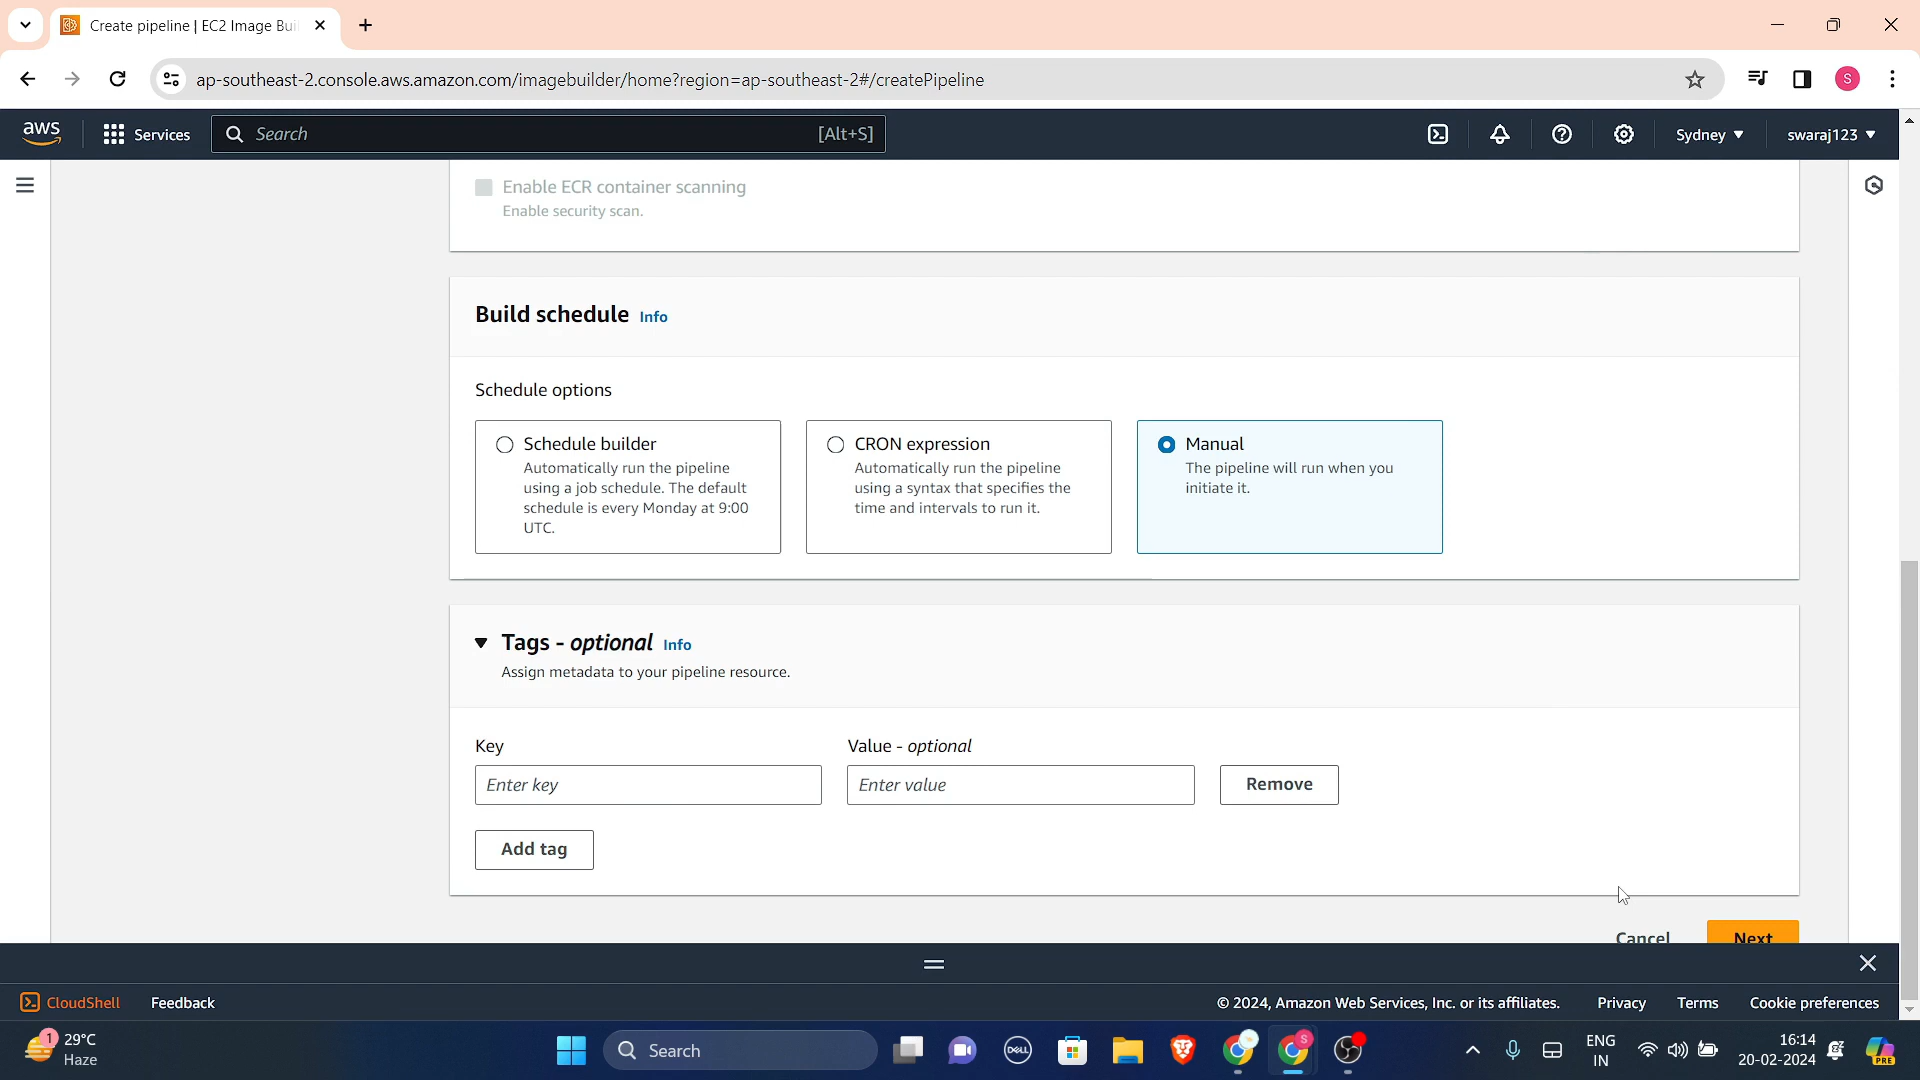 Create pipeline | EC2 Image Bui
ap-southeast-2.console.aws.amazon.com/imagebuilder/home?region=ap-southeast-2#/createPipeline
S
aws
Services
Search
[Alt+S]
Sydney
swaraj123
Enable ECR container scanning
Enable security scan.
Build schedule Info
Schedule options
Schedule builder
Automatically run the pipeline
using a job schedule. The default
schedule is every Monday at 9:00
UTC.
CRON expression
Automatically run the pipeline
using a syntax that specifies the
time and intervals to run it.
Manual
The pipeline will run when you
initiate it.
Tags - optional Info
Assign metadata to your pipeline resource.
Key
Value - optional
Enter key
Enter value
Remove
Add tag
Cancel
Next
CloudShell
Feedback
© 2024, Amazon Web Services, Inc. or its affiliates.
Privacy
Terms
Cookie preferences
1
29°C
Haze
Search
DELL
S
ENG
IN
16:14
20-02-2024
PRE